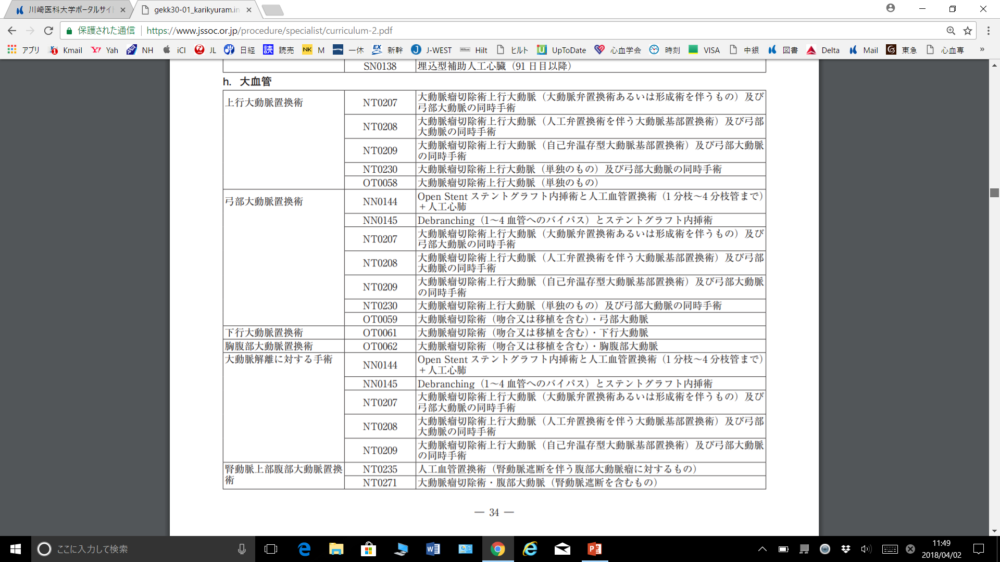 川崎医科大学ポータルサイト
gekk30-01_karikyuram.in
保護された通信
https://www.jssoc.or.jp/procedure/specialist/curriculum-2.pdf
アプリ Kmail Yah NH iCl JL 日経 読売 M 一休 新幹 J-WEST Hilt ヒルト UpToDate 心血学会 時刻 VISA 中銀 図書 Delta Mail 東急 心血専 »
SN0138 埋込型補助人工心臓（91 日目以降）
h. 大血管
上行大動脈置換術
NT0207 大動脈瘤切除術上行大動脈（大動脈弁置換術あるいは形成術を伴うもの）及び
弓部大動脈の同時手術
NT0208 大動脈瘤切除術上行大動脈（人工弁置換術を伴う大動脈基部置換術）及び弓部
大動脈の同時手術
NT0209 大動脈瘤切除術上行大動脈（自己弁温存型大動脈基部置換術）及び弓部大動脈
の同時手術
NT0230 大動脈瘤切除術上行大動脈（単独のもの）及び弓部大動脈の同時手術
OT0058 大動脈瘤切除術上行大動脈（単独のもの）
弓部大動脈置換術
NN0144 Open Stent ステントグラフト内挿術と人工血管置換術（1 分枝～4 分枝管まで）
＋人工心肺
NN0145 Debranching（1～4 血管へのバイパス）とステントグラフト内挿術
NT0207 大動脈瘤切除術上行大動脈（大動脈弁置換術あるいは形成術を伴うもの）及び
弓部大動脈の同時手術
NT0208 大動脈瘤切除術上行大動脈（人工弁置換術を伴う大動脈基部置換術）及び弓部
大動脈の同時手術
NT0209 大動脈瘤切除術上行大動脈（自己弁温存型大動脈基部置換術）及び弓部大動脈
の同時手術
NT0230 大動脈瘤切除術上行大動脈（単独のもの）及び弓部大動脈の同時手術
OT0059 大動脈瘤切除術（吻合又は移植を含む）・弓部大動脈
下行大動脈置換術 OT0061 大動脈瘤切除術（吻合又は移植を含む）・下行大動脈
胸腹部大動脈置換術 OT0062 大動脈瘤切除術（吻合又は移植を含む）・胸腹部大動脈
大動脈解離に対する手術
NN0144 Open Stent ステントグラフト内挿術と人工血管置換術（1 分枝～4 分枝管まで）
＋人工心肺
NN0145 Debranching（1～4 血管へのバイパス）とステントグラフト内挿術
NT0207 大動脈瘤切除術上行大動脈（大動脈弁置換術あるいは形成術を伴うもの）及び
弓部大動脈の同時手術
NT0208 大動脈瘤切除術上行大動脈（人工弁置換術を伴う大動脈基部置換術）及び弓部
大動脈の同時手術
NT0209 大動脈瘤切除術上行大動脈（自己弁温存型大動脈基部置換術）及び弓部大動脈
の同時手術
腎動脈上部腹部大動脈置換
術
NT0235 人工血管置換術（腎動脈遮断を伴う腹部大動脈瘤に対するもの）
NT0271 大動脈瘤切除術・腹部大動脈（腎動脈遮断を含むもの）
― 34 ―
ここに入力して検索
11:49
2018/04/02